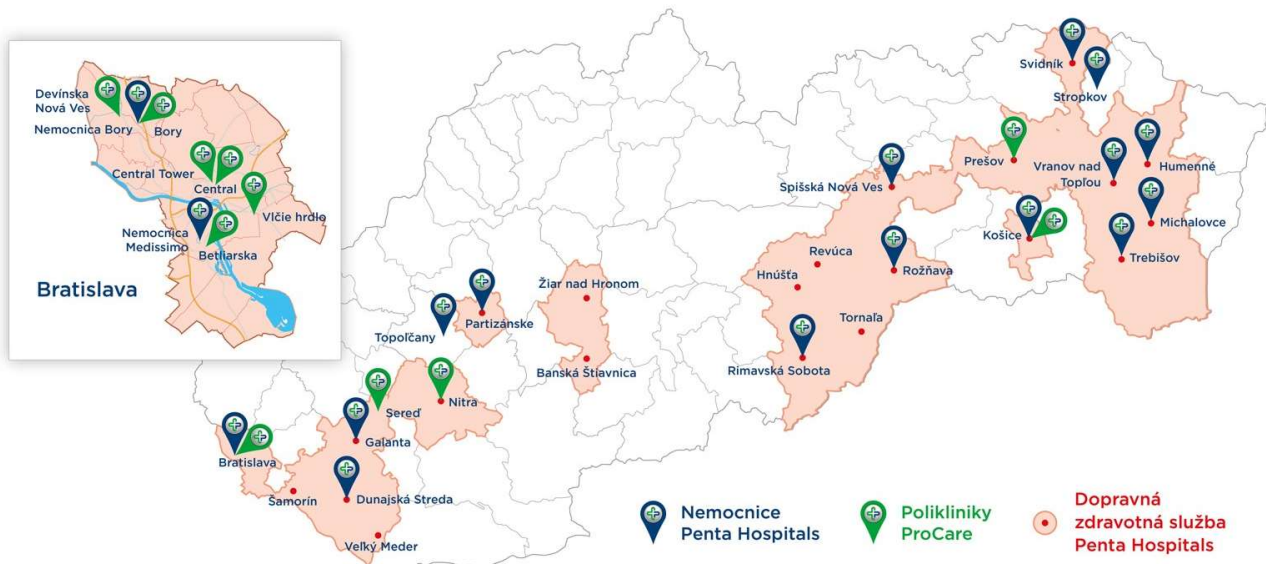 Devínska
Nová Ves
Nemocnica Bory
Bory
Central Tower
Central
Vlčie hrdlo
Nemocnica
Medissimo
Betliarska
Bratislava
Svidník
Stropkov
Prešov
Vranov nad
Topľou
Humenné
Spišská Nová Ves
Michalovce
Košice
Trebišov
Revúca
Rožňava
Hnúšťa
Tornaľa
Rimavská Sobota
Žiar nad Hronom
Banská Štiavnica
Partizánske
Topoľčany
Nitra
Sereď
Galanta
Bratislava
Šamorín
Dunajská Streda
Veľký Meder
Nemocnice
Penta Hospitals
Polikliniky
ProCare
Dopravná
zdravotná služba
Penta Hospitals